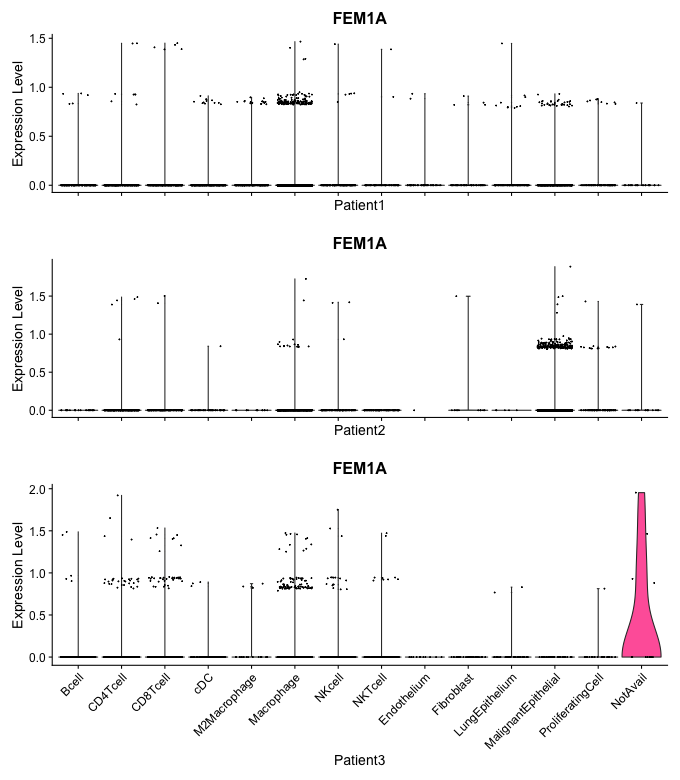 FEM1A
Expression Level
1.5
1.0
0.5
0.0
Patient1
FEM1A
Expression Level
1.5
1.0
0.5
0.0
Patient2
FEM1A
Expression Level
2.0
1.5
1.0
0.5
0.0
Bcell
CD4Tcell
CD8Tcell
cDC
M2Macrophage
Macrophage
NKcell
NKTcell
Endothelium
Fibroblast
LungEpithelium
MalignantEpithelial
ProliferatingCell
NotAvail
Patient3